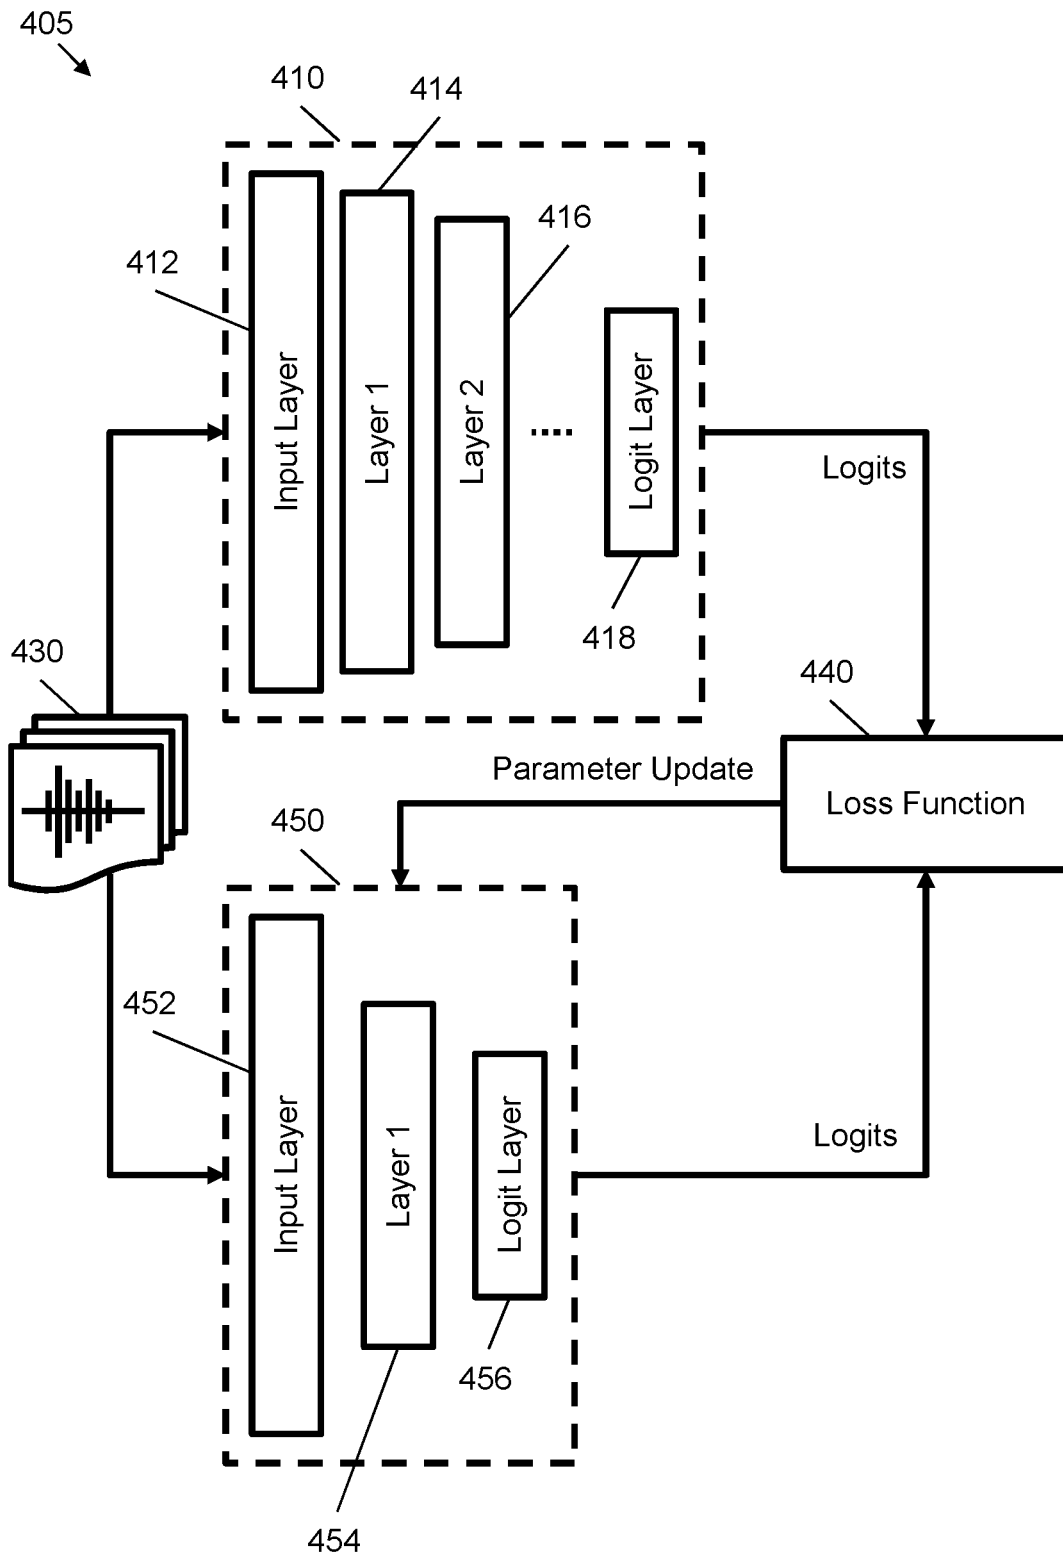 405
410
414
416
412
Input Layer
Layer 1
Layer 2
Logit Layer
Logits
418
430
440
Parameter Update
Loss Function
450
452
Input Layer
Layer 1
Logit Layer
Logits
456
454